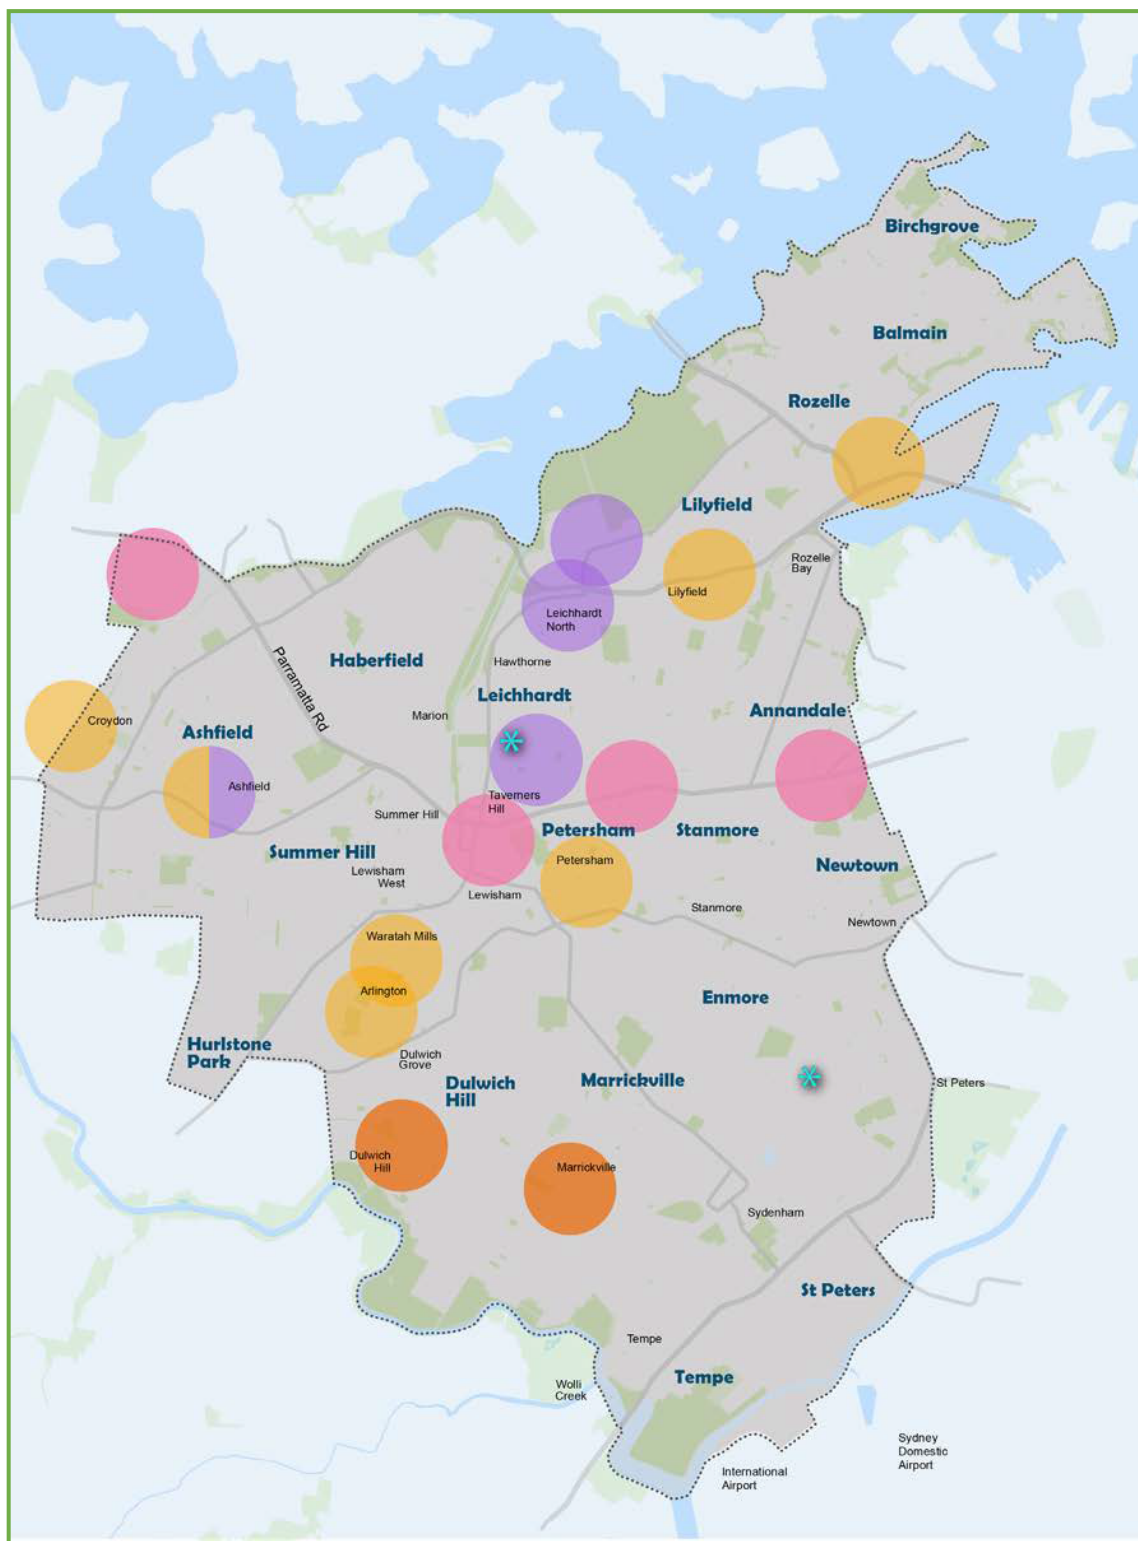 Birchgrove
Balmain
Rozelle
Lilyfield
Rozelle
Bay
Lilyfield
Leichhardt
North
Haberfield
Hawthorne
Parramatta Rd
Leichhardt
Marion
Annandale
Croydon
Ashfield
Ashfield
Taverners
Hill
Summer Hill
Petersham
Stanmore
Summer Hill
Petersham
Newtown
Lewisham
West
Lewisham
Stanmore
Newtown
Waratah Mills
Arlington
Enmore
Hurlstone
Park
Dulwich
Grove
Dulwich
Hill
Marrickville
St Peters
Dulwich
Hill
Marrickville
Sydenham
St Peters
Tempe
Tempe
Wolli
Creek
Sydney
Domestic
Airport
International
Airport